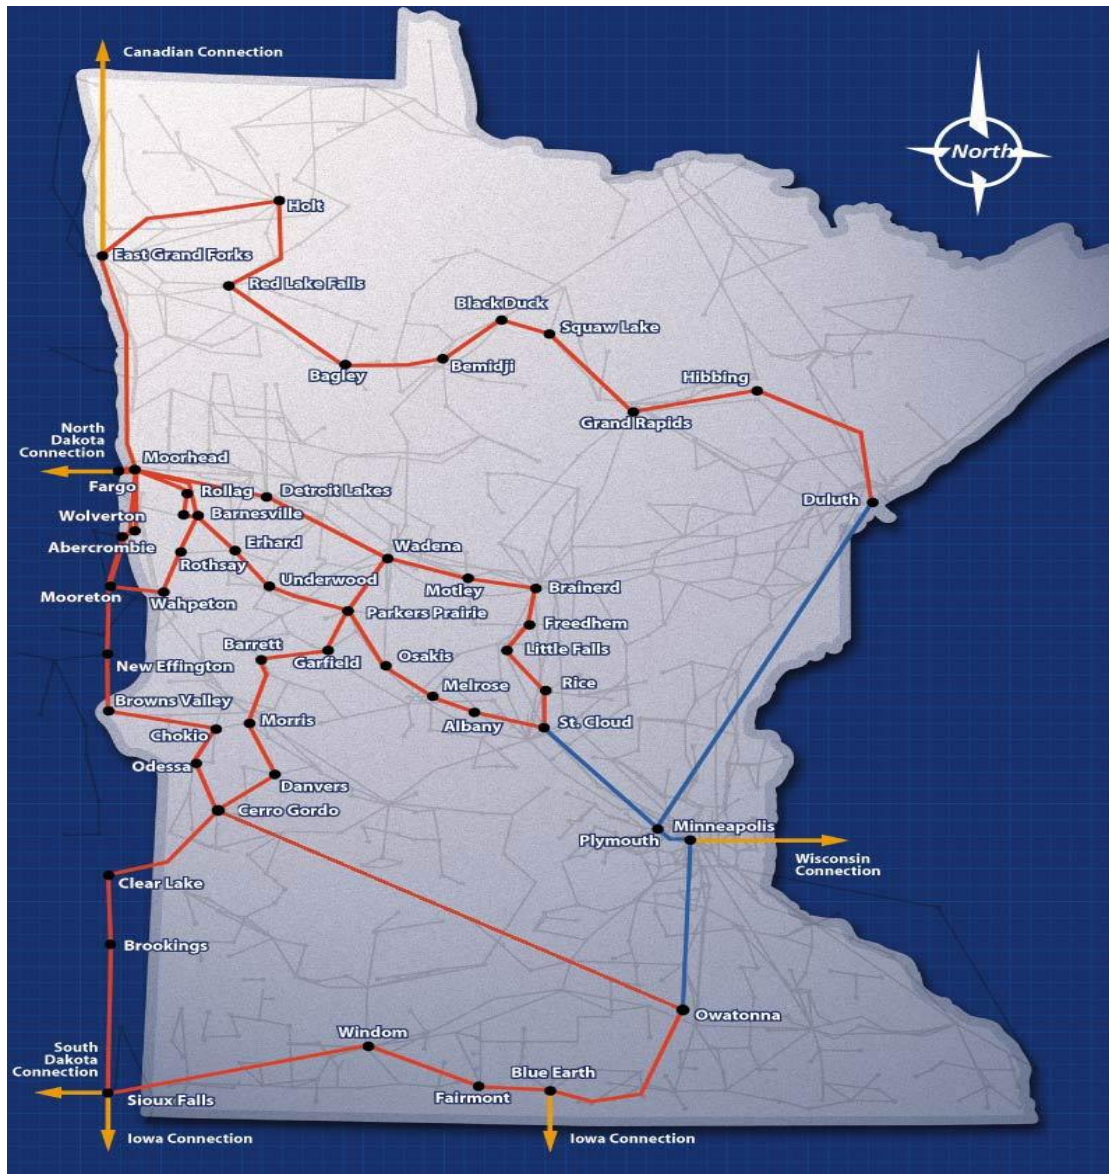 Canadian Connection
North
Holt
East Grand Forks
Red Lake Falls
Black Duck
Squaw Lake
Bemidji
Bagley
Hibbing
Grand Rapids
North
Dakota
Connection
Moorhead
Fargo
Rollag
Detroit Lakes
Duluth
Wolverton
Barnesville
Abercrombie
Erhard
Wadena
Rothsay
Underwood
Motley
Brainerd
Mooreton
Wahpeton
Parkers Prairie
Freedhem
Barrett
Garfield
Osakis
Little Falls
New Effington
Melrose
Rice
Browns Valley
Morris
Albany
St. Cloud
Chokio
Odessa
Danvers
Cerro Gordo
Minneapolis
Plymouth
Wisconsin
Connection
Clear Lake
Brookings
Owatonna
Windom
South
Dakota
Connection
Blue Earth
Sioux Falls
Fairmont
Iowa Connection
Iowa Connection